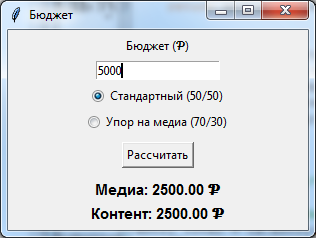 Бюджет
Бюджет (₽)
5000
Стандартный (50/50)
Упор на медиа (70/30)
Рассчитать
Медиа: 2500.00 ₽
Контент: 2500.00 ₽